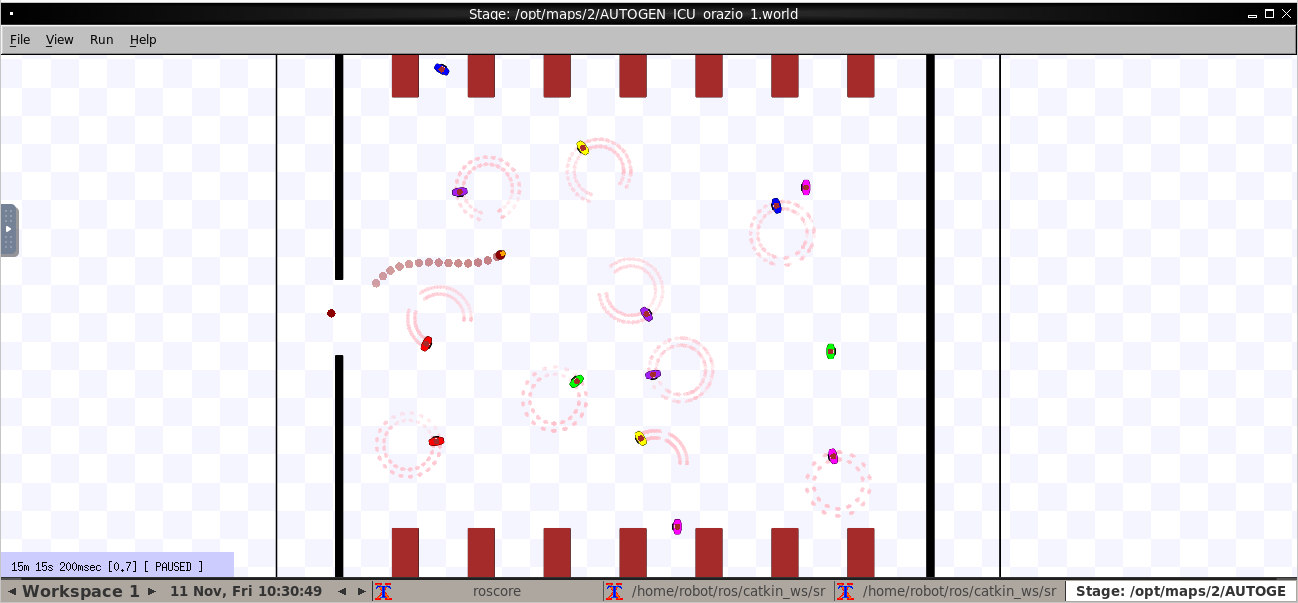 Stage: /opt/maps/2/AUTOGEN_ICU_orazio_1.world
File View Run Help
15m 15s 200msec [0.7] [ PAUSED ]
Workspace 1 11 Nov, Fri 10:30:49 roscore /home/robot/ros/catkin_ws/sr /home/robot/ros/catkin_ws/sr Stage: /opt/maps/2/AUTOGE